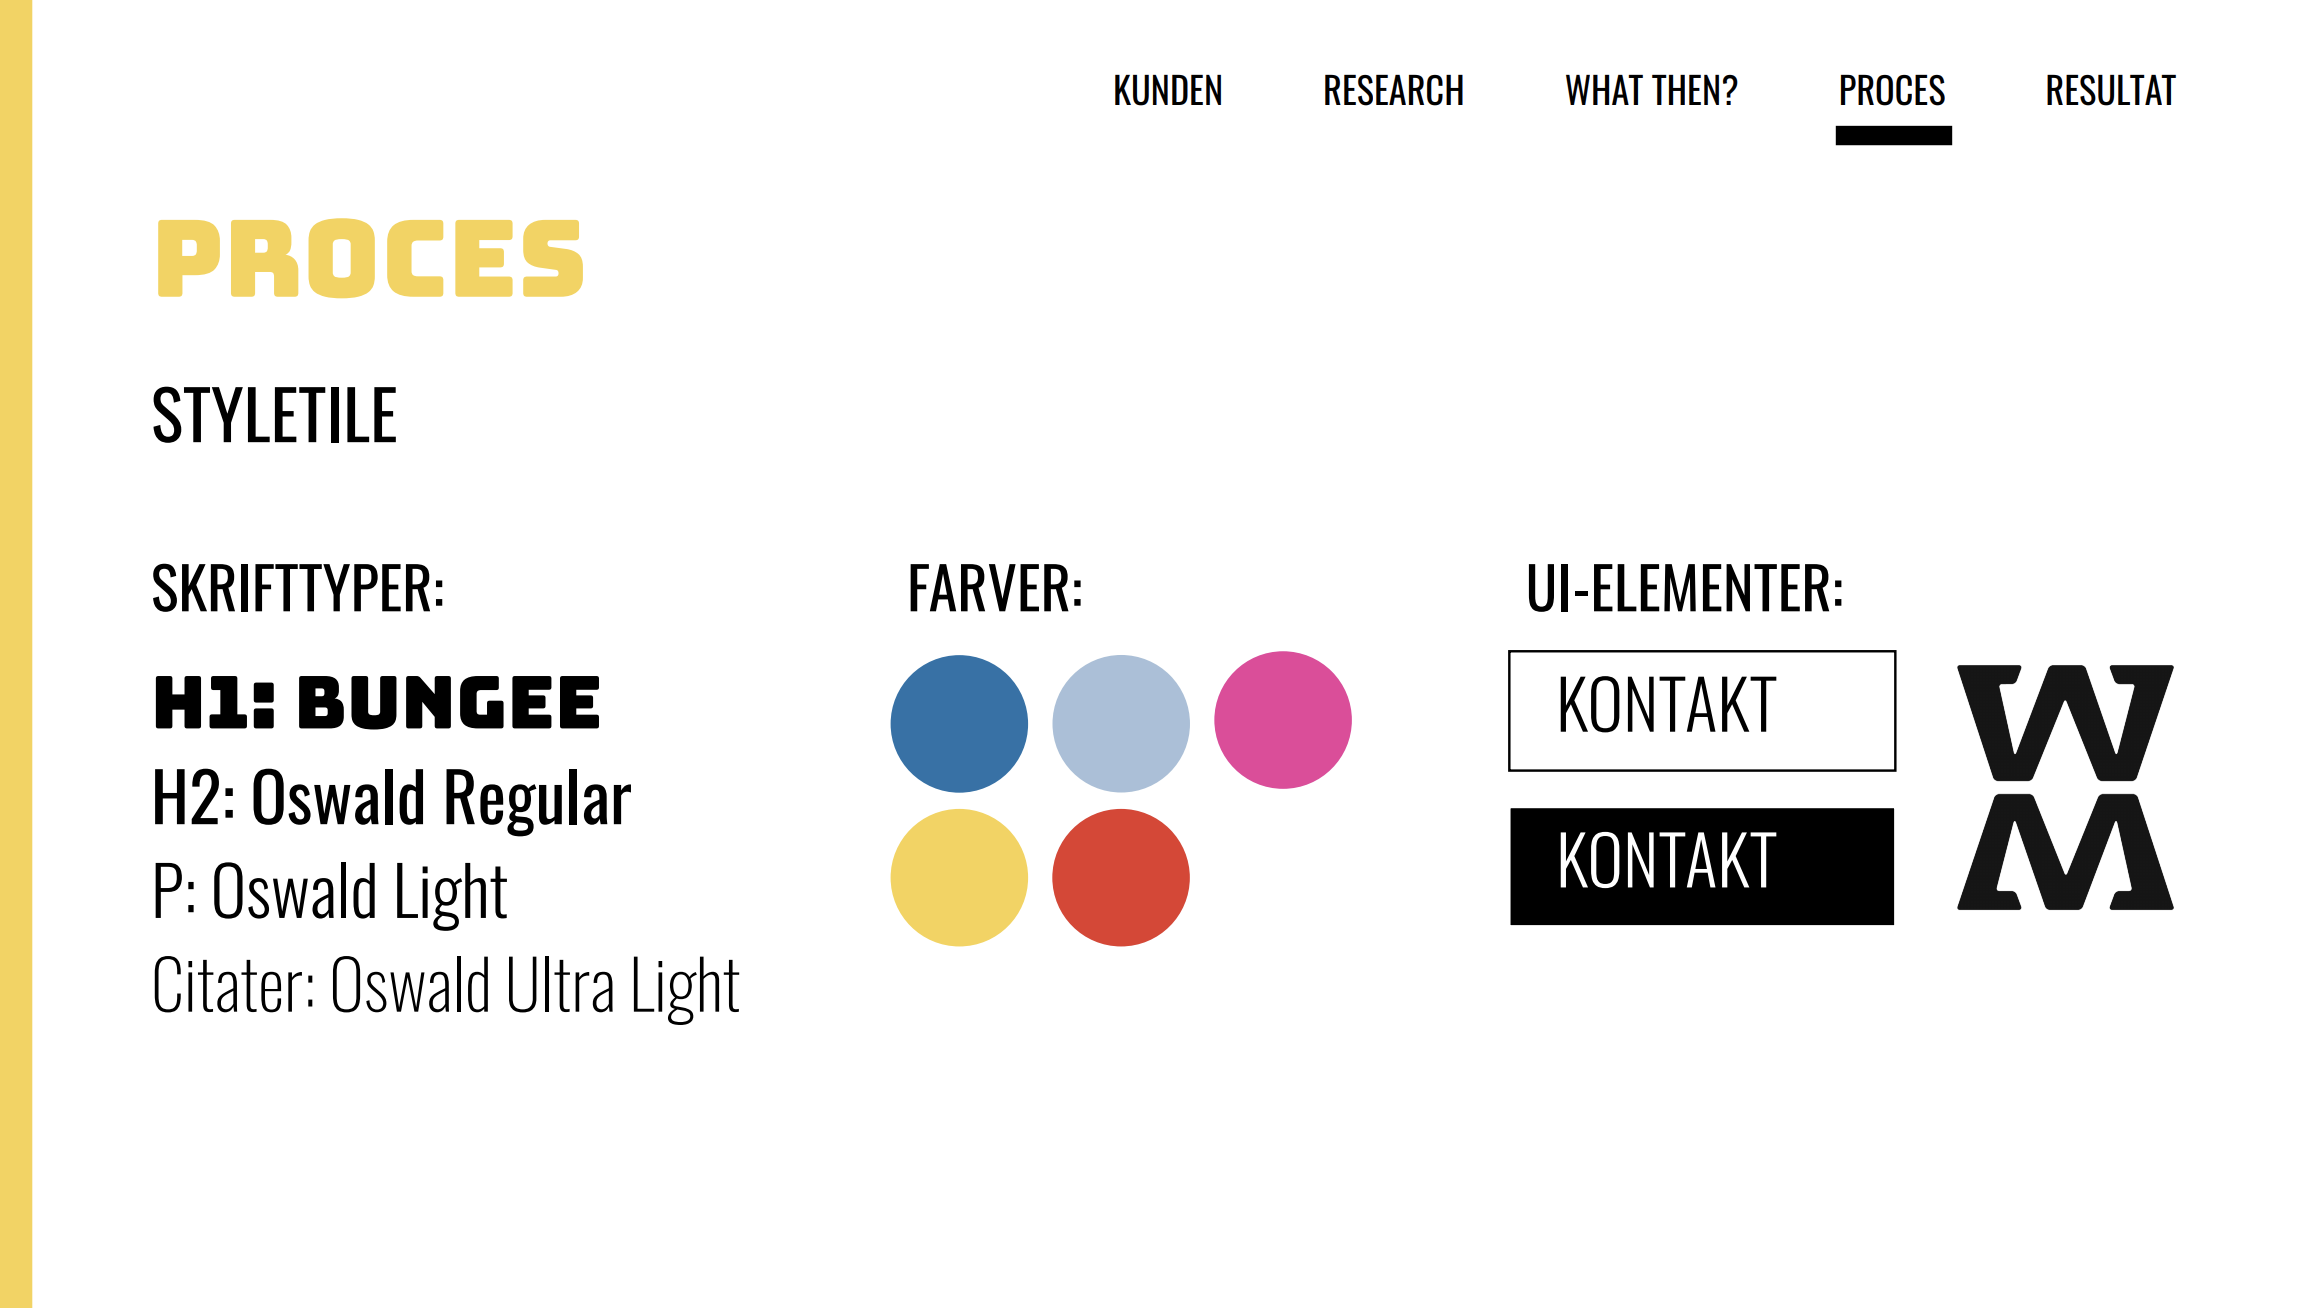 KUNDEN RESEARCH WHAT THEN? PROCES RESULTAT
PROCES
STYLETILE
SKRIFTTYPER:
H1: BUNGEE
H2: Oswald Regular
P: Oswald Light
Citater: Oswald Ultra Light
FARVER:
UI-ELEMENTER:
KONTAKT
KONTAKT
W
M